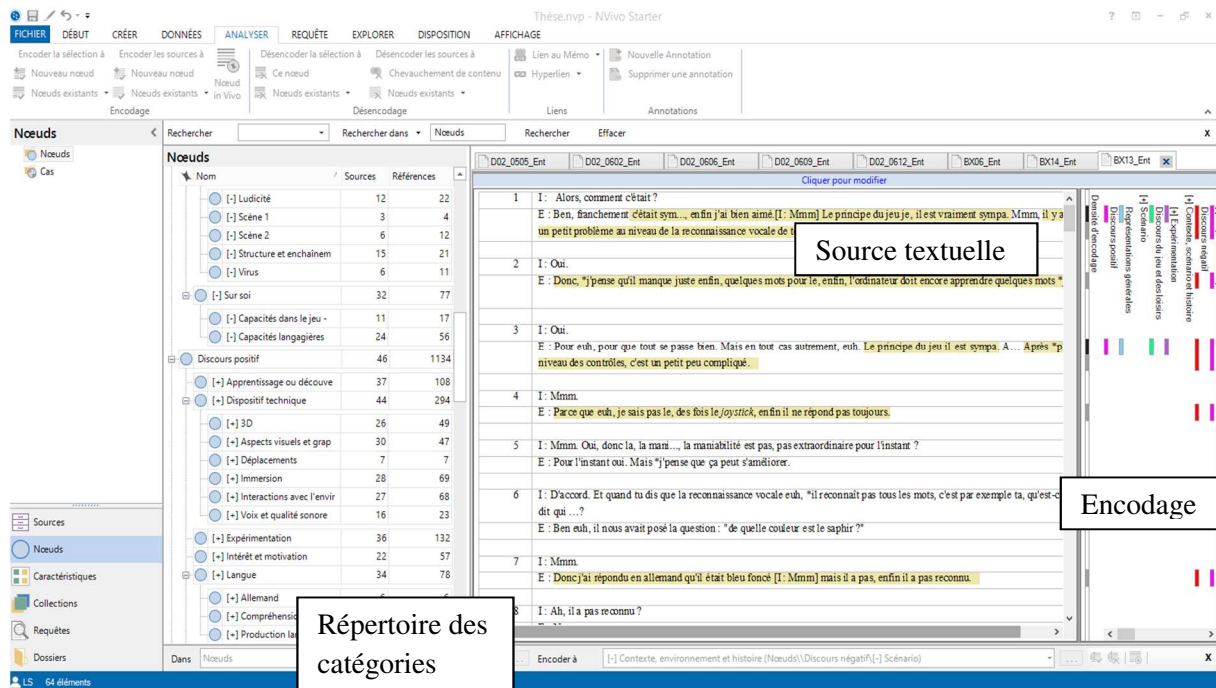 Thèse.nvp - NVivo Starter
FICHIER DÉBUT CRÉER DONNÉES ANALYSER REQUÊTE EXPLORER DISPOSITION AFFICHAGE
Encoder la sélection à Encoder les sources à Désencoder la sélection à Désencoder les sources à Lien au Mémo Nouvelle Annotation
Nouveau nœud Nouveau nœud Nœud in Vivo Ce nœud Chevauchement de contenu Hyperlien Supprimer une annotation
Nœuds existants Nœuds existants Nœuds existants Nœuds existants
Encodage Désencodage Liens Annotations
Nœuds Rechercher Rechercher dans Nœuds Rechercher Effacer X
Nœuds
Cas
Nœuds
Nom Sources Références
[-] Ludicité 12 22
[-] Scène 1 3 4
[-] Scène 2 6 12
[-] Structure et enchaînem 15 21
[-] Virus 6 11
[-] Sur soi 32 77
[-] Capacités dans le jeu - 11 17
[-] Capacités langagières 24 56
Discours positif 46 1134
[+] Apprentissage ou découve 37 108
[+] Dispositif technique 44 294
[+] 3D 26 49
[+] Aspects visuels et grap 30 47
[+] Déplacements 7 7
[+] Immersion 28 69
[+] Interactions avec l'envir 27 68
[+] Voix et qualité sonore 16 23
[+] Expérimentation 36 132
[+] Intérêt et motivation 22 57
[+] Langue 34 78
[+] Allemand
[+] Compréhensio
[+] Production la
D02_0505_Ent D02_0602_Ent D02_0606_Ent D02_0609_Ent D02_0612_Ent BX06_Ent BX14_Ent BX13_Ent
Cliquer pour modifier
1 I : Alors, comment c'était ?
E : Ben, franchement c'était sym..., enfin j'ai bien aimé.[I : Mmm] Le principe du jeu je, il est vraiment sympa. Mmm, il y a
un petit problème au niveau de la reconnaissance vocale de t
2 I : Oui.
E : Donc, *j'pense qu'il manque juste enfin, quelques mots pour le, enfin, l'ordinateur doit encore apprendre quelques mots *
3 I : Oui.
E : Pour euh, pour que tout se passe bien. Mais en tout cas autrement, euh. Le principe du jeu il est sympa. A… Après *p
niveau des contrôles, c'est un petit peu compliqué.
4 I : Mmm.
E : Parce que euh, je sais pas le, des fois le joystick, enfin il ne répond pas toujours.
5 I : Mmm. Oui, donc la, la mani..., la maniabilité est pas, pas extraordinaire pour l'instant ?
E : Pour l'instant oui. Mais *j'pense que ça peut s'améliorer.
6 I : D'accord. Et quand tu dis que la reconnaissance vocale euh, *il reconnaît pas tous les mots, c'est par exemple ta, qu'est-c
dit qui …?
E : Ben euh, il nous avait posé la question : "de quelle couleur est le saphir ?"
7 I : Mmm.
E : Donc j'ai répondu en allemand qu'il était bleu foncé [I : Mmm] mais il a pas, enfin il a pas reconnu.
8 I : Ah, il a pas reconnu ?
Densité d'encodage
Discours positif
Représentations générales
[+] Scénario
Discours du jeu et des loisirs
[+] Expérimentation
[+] Contexte, scénario et histoire
Discours négatif
Source textuelle
Encodage
Répertoire des
catégories
Sources
Nœuds
Caractéristiques
Collections
Requêtes
Dossiers
Dans Nœuds ... Encoder à [-] Contexte, environnement et histoire (Nœuds\\Discours négatif\[-] Scénario) ... X
LS 64 éléments